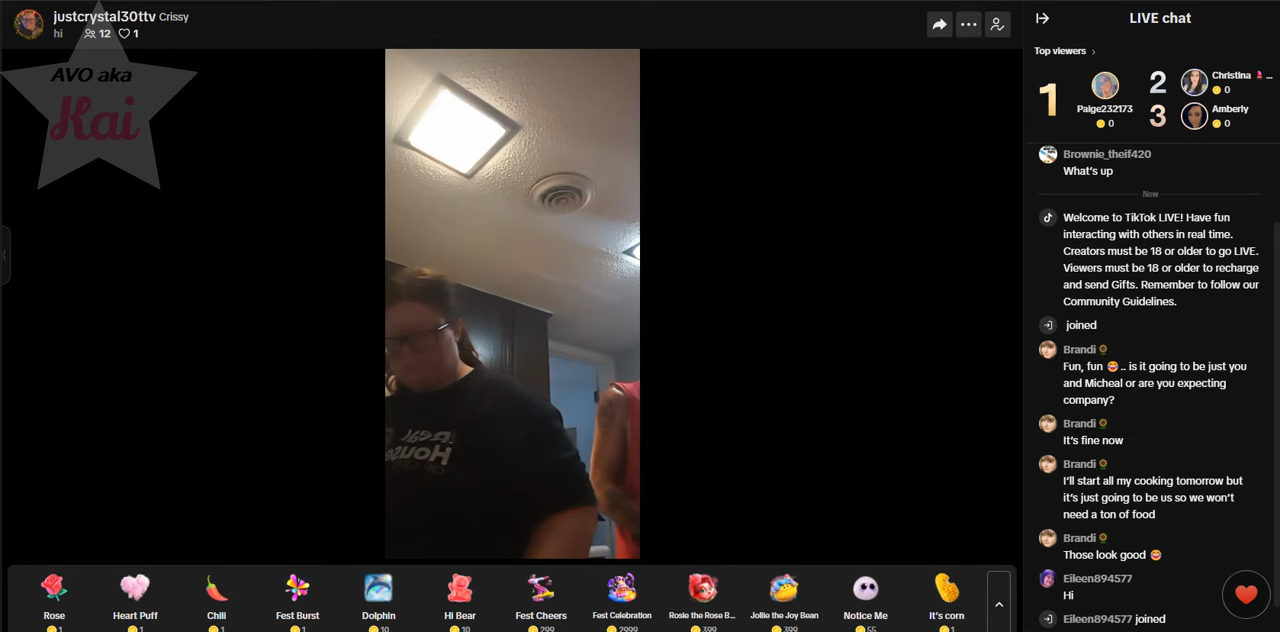 justcrystal30ttv Crissy
hi 12 1
AVO aka
Kai
LIVE chat
Top viewers
1
Paige232173
0
2
Christina ...
0
3
Amberly
0
Brownie_theif420
What's up
Now
Welcome to TikTok LIVE! Have fun
interacting with others in real time.
Creators must be 18 or older to go LIVE.
Viewers must be 18 or older to recharge
and send Gifts. Remember to follow our
Community Guidelines.
joined
Brandi
Fun, fun 😂 .. is it going to be just you
and Micheal or are you expecting
company?
Brandi
It's fine now
Brandi
I'll start all my cooking tomorrow but
it's just going to be us so we won't
need a ton of food
Brandi
Those look good 😂
Eileen894577
Hi
Eileen894577 joined
House
Rose
1
Heart Puff
1
Chili
1
Fest Burst
1
Dolphin
10
Hi Bear
10
Fest Cheers
299
Fest Celebration
2999
Rosie the Rose B...
399
Jollie the Joy Bean
399
Notice Me
55
It's corn
1